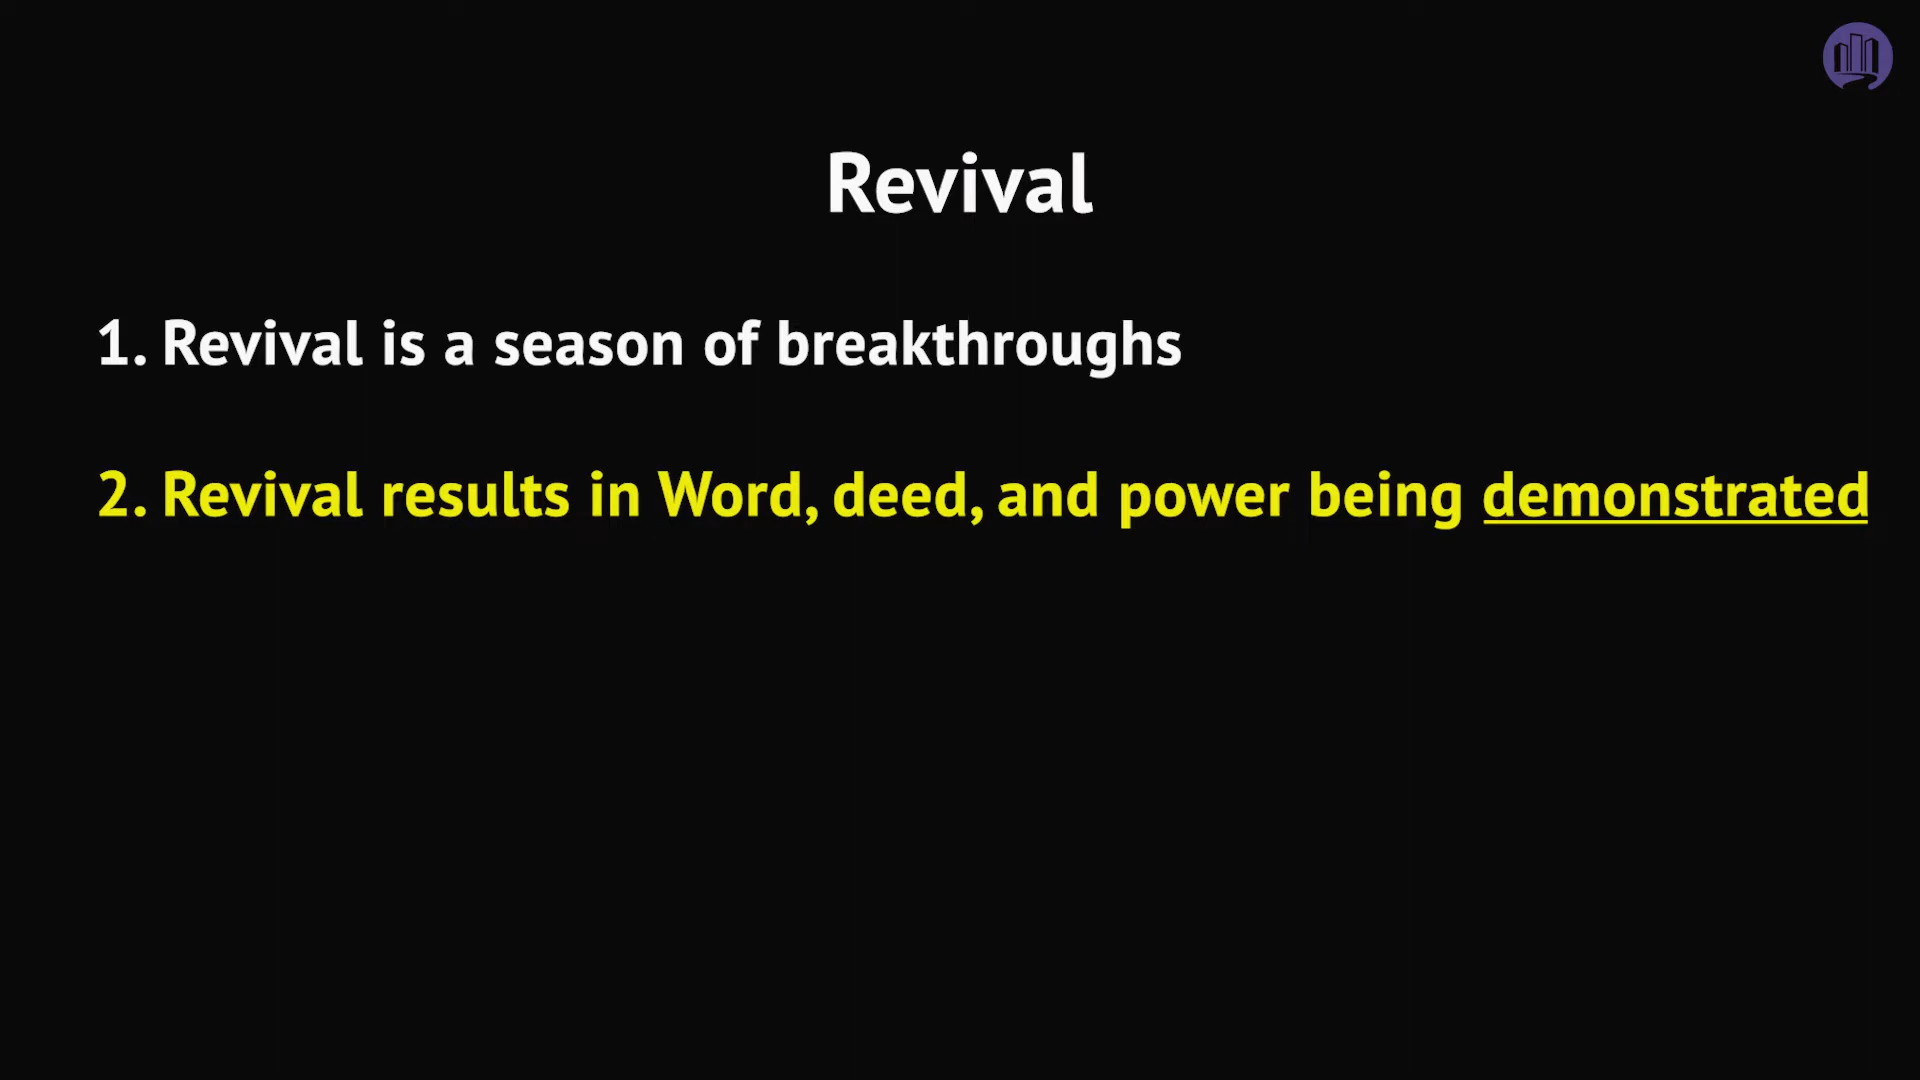 Revival
1. Revival is a season of breakthroughs
2. Revival results in Word, deed, and power being demonstrated